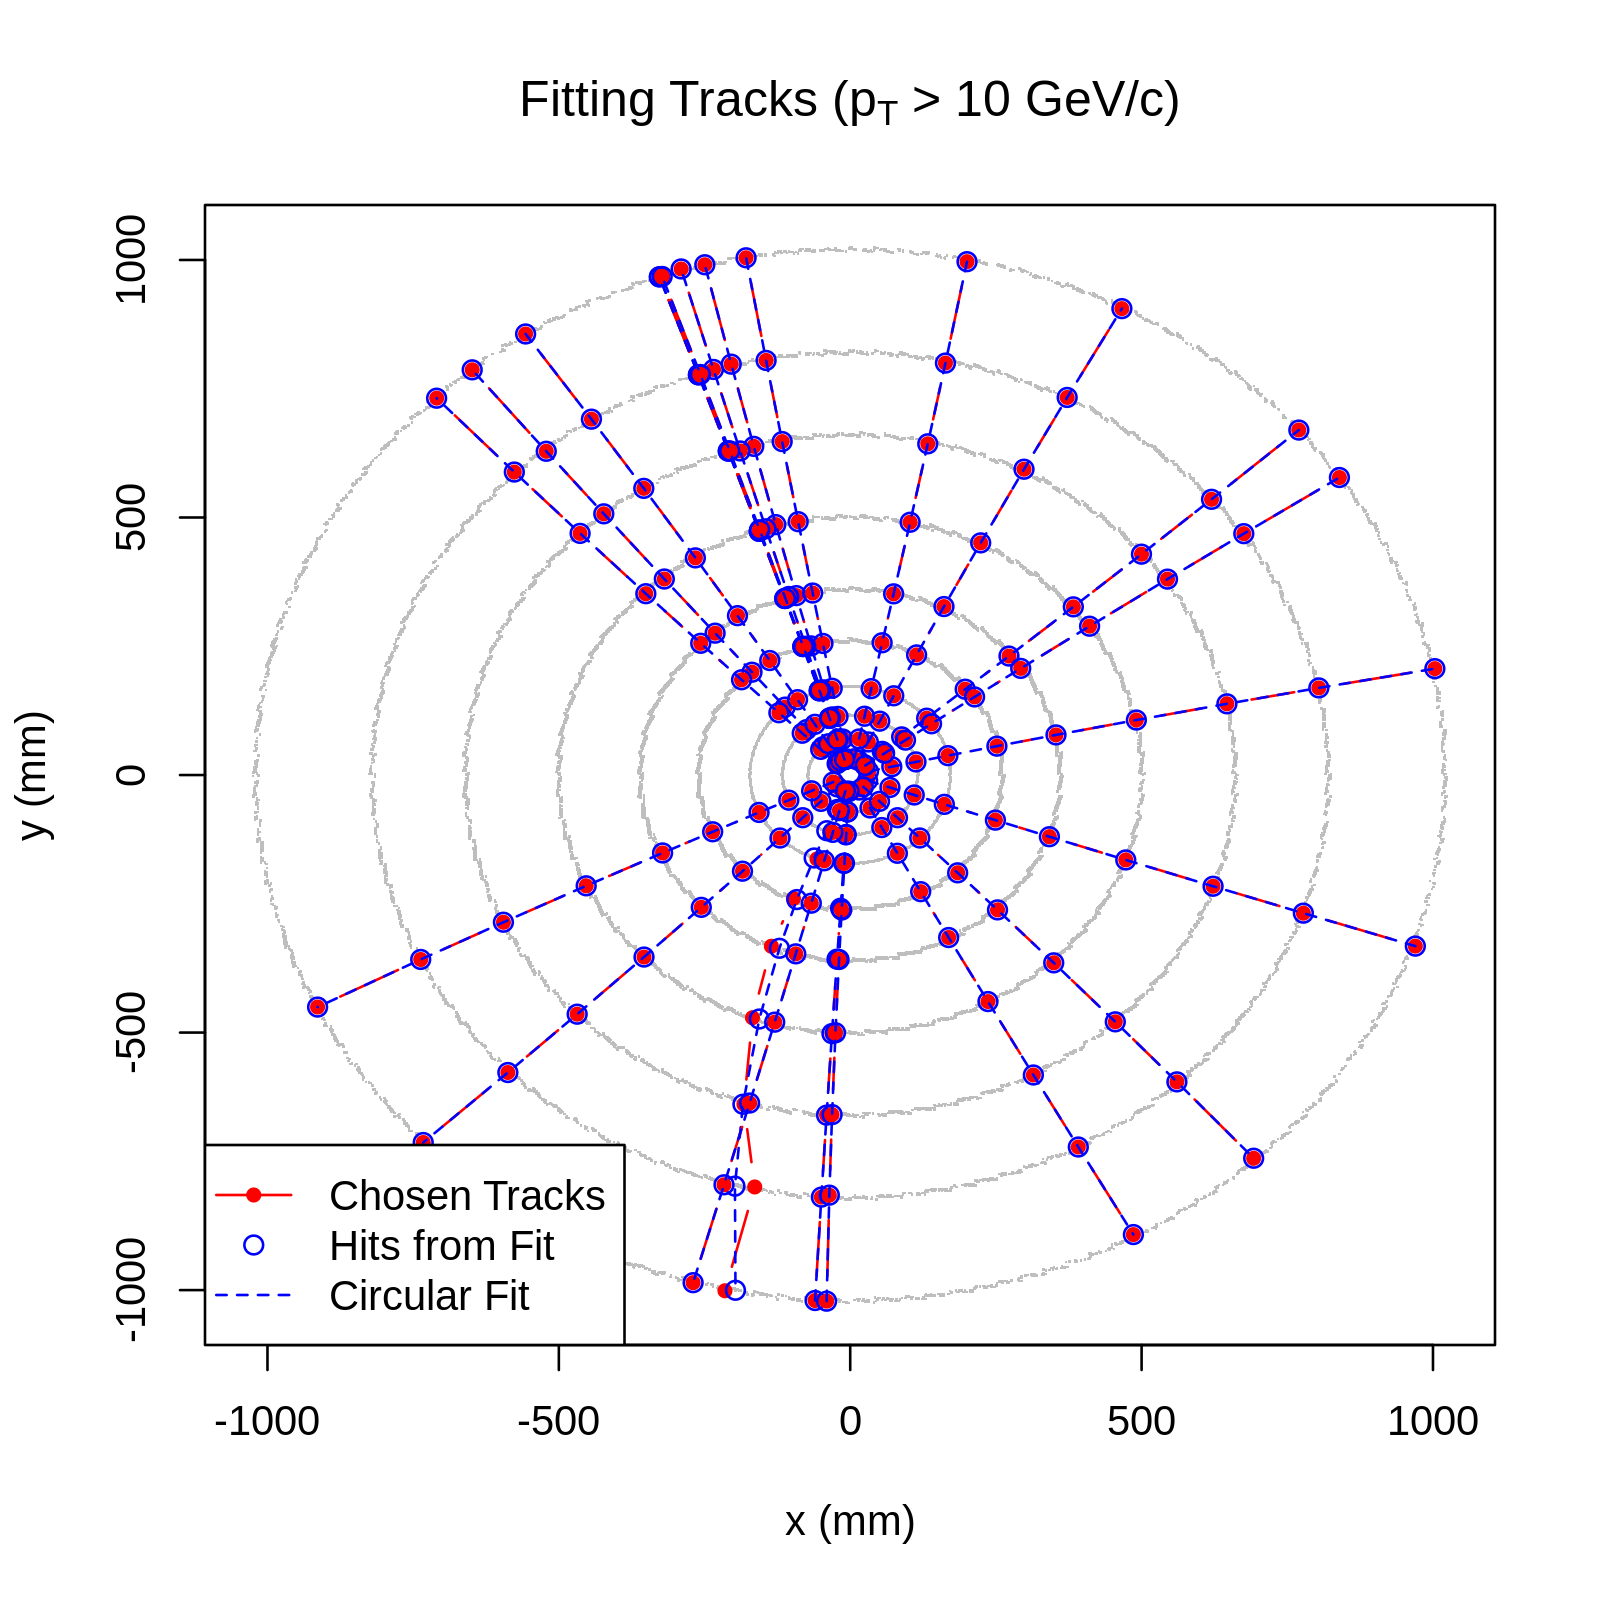 Fitting Tracks (pT > 10 GeV/c)
1000
500
0
-500
-1000
y (mm)
Chosen Tracks
Hits from Fit
Circular Fit
-1000 -500 0 500 1000
x (mm)